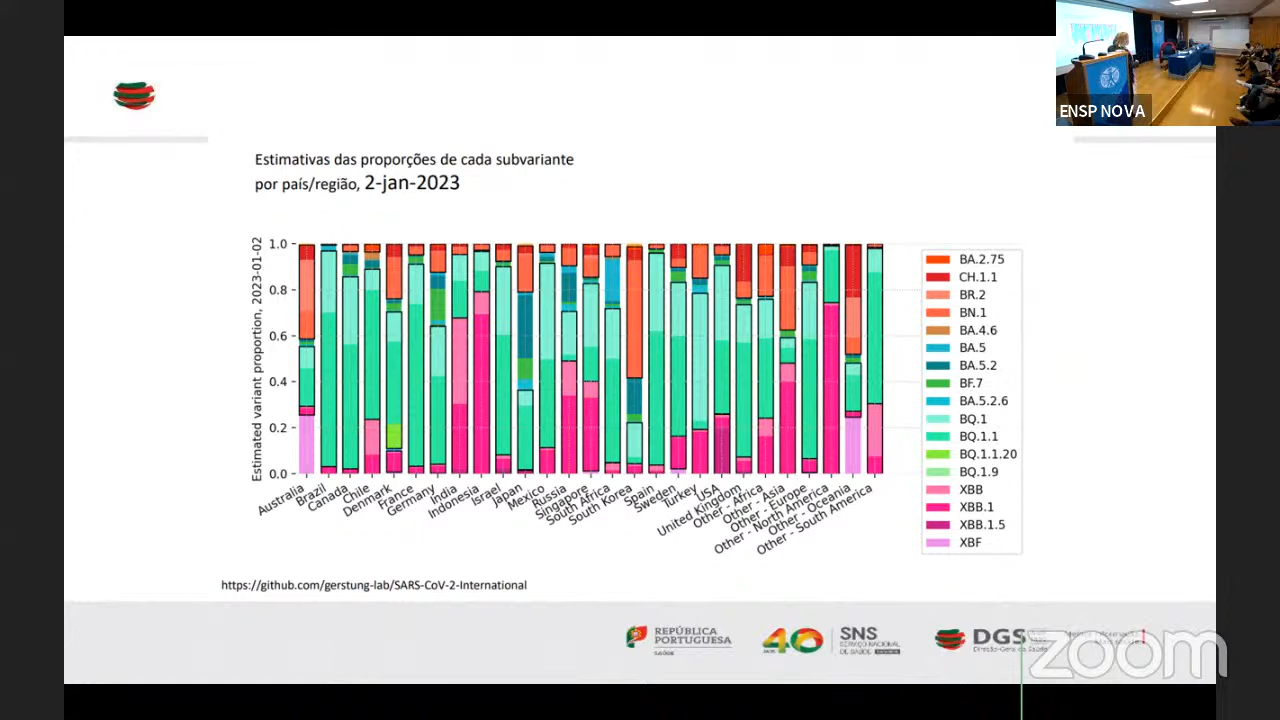 ENSP NOVA
Estimativas das proporções de cada subvariante
por país/região, 2-jan-2023
Estimated variant proportion, 2023-01-02
1.0
0.8
0.6
0.4
0.2
0.0
Australia
Brazil
Canada
Chile
Denmark
France
Germany
India
Indonesia
Israel
Japan
Mexico
Russia
Singapore
South Africa
South Korea
Spain
Sweden
Turkey
USA
United Kingdom
Other - Africa
Other - Asia
Other - Europe
Other - North America
Other - Oceania
Other - South America
BA.2.75
CH.1.1
BR.2
BN.1
BA.4.6
BA.5
BA.5.2
BF.7
BA.5.2.6
BQ.1
BQ.1.1
BQ.1.1.20
BQ.1.9
XBB
XBB.1
XBB.1.5
XBF
https://github.com/gerstung-lab/SARS-CoV-2-International
REPÚBLICA
PORTUGUESA
SAÚDE
40
SNS
SERVIÇO NACIONAL
DE SAÚDE
DGS
Direção-Geral da Saúde
zoom